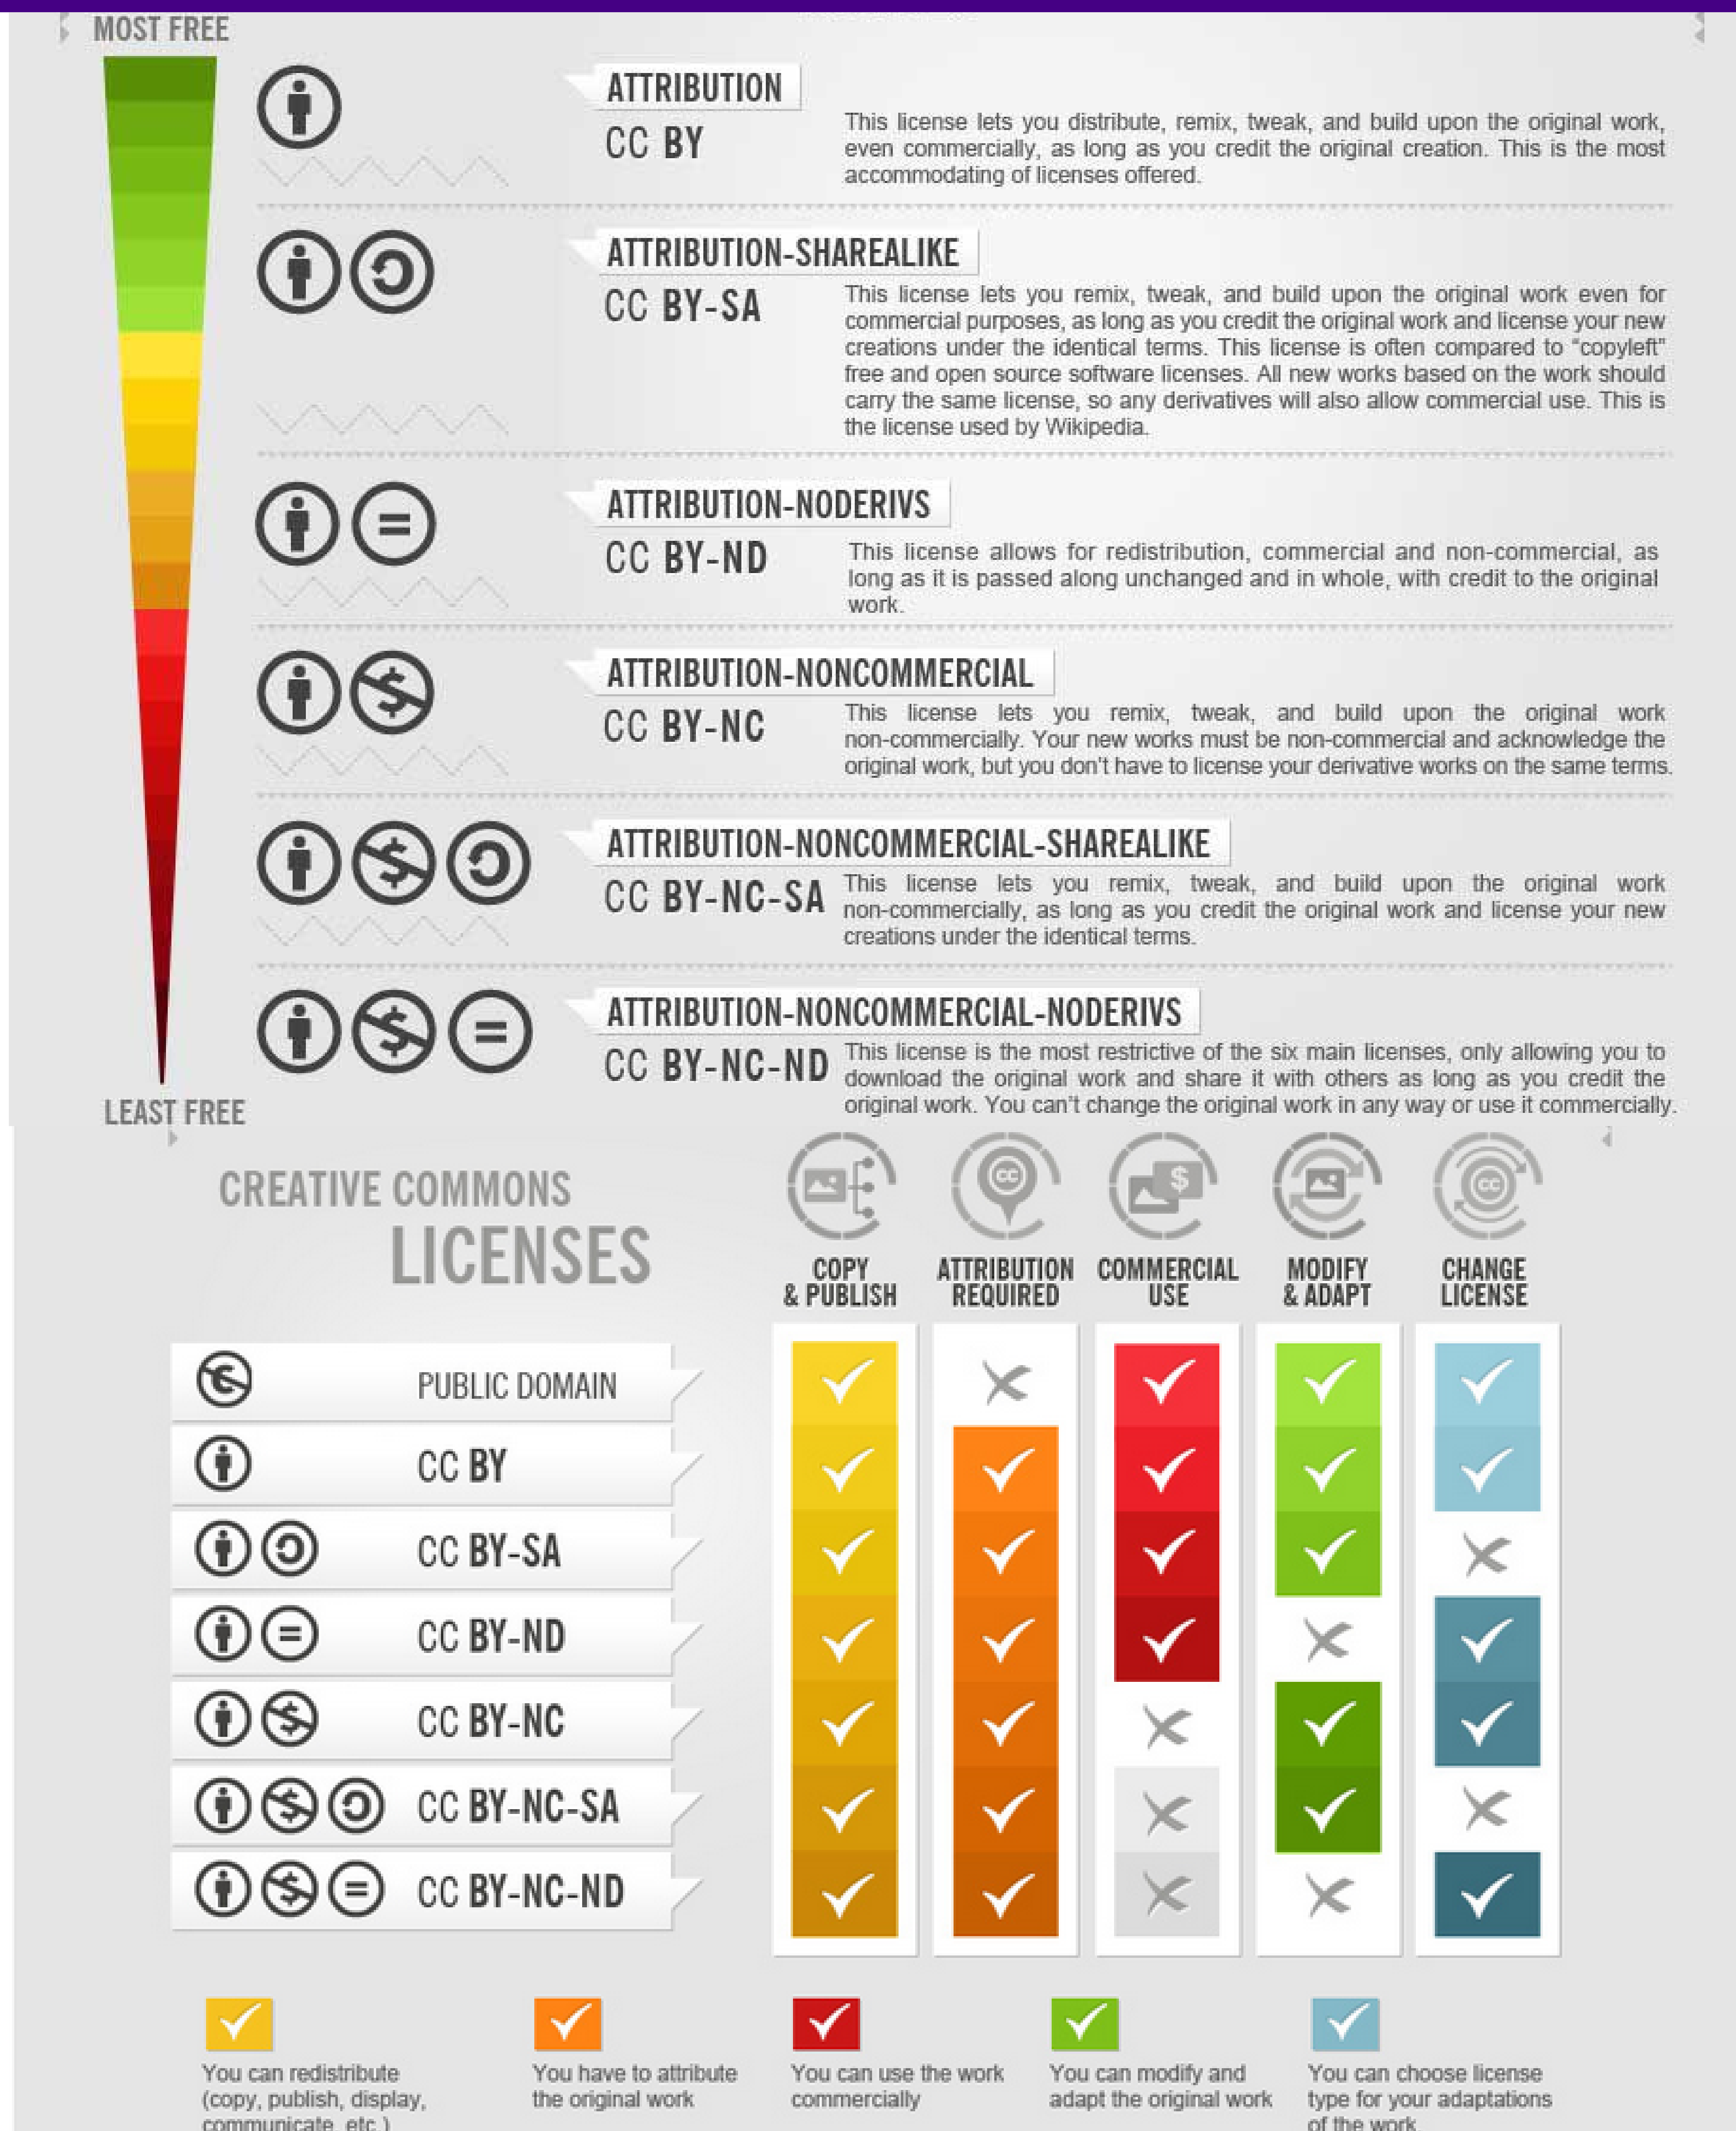 MOST FREE
ATTRIBUTION
CC BY
This license lets you distribute, remix, tweak, and build upon the original work,
even commercially, as long as you credit the original creation. This is the most
accommodating of licenses offered.
ATTRIBUTION-SHAREALIKE
CC BY-SA
This license lets you remix, tweak, and build upon the original work even for
commercial purposes, as long as you credit the original work and license your new
creations under the identical terms. This license is often compared to “copyleft”
free and open source software licenses. All new works based on the work should
carry the same license, so any derivatives will also allow commercial use. This is
the license used by Wikipedia.
ATTRIBUTION-NODERIVS
CC BY-ND
This license allows for redistribution, commercial and non-commercial, as
long as it is passed along unchanged and in whole, with credit to the original
work.
ATTRIBUTION-NONCOMMERCIAL
CC BY-NC
This license lets you remix, tweak, and build upon the original work
non-commercially. Your new works must be non-commercial and acknowledge the
original work, but you don't have to license your derivative works on the same terms.
ATTRIBUTION-NONCOMMERCIAL-SHAREALIKE
CC BY-NC-SA
This license lets you remix, tweak, and build upon the original work
non-commercially, as long as you credit the original work and license your new
creations under the identical terms.
ATTRIBUTION-NONCOMMERCIAL-NODERIVS
CC BY-NC-ND
This license is the most restrictive of the six main licenses, only allowing you to
download the original work and share it with others as long as you credit the
original work. You can’t change the original work in any way or use it commercially.
LEAST FREE
CREATIVE COMMONS
LICENSES
COPY
& PUBLISH
ATTRIBUTION
REQUIRED
COMMERCIAL
USE
MODIFY
& ADAPT
CHANGE
LICENSE
PUBLIC DOMAIN
CC BY
CC BY-SA
CC BY-ND
CC BY-NC
CC BY-NC-SA
CC BY-NC-ND
You can redistribute
(copy, publish, display,
communicate, etc.)
You have to attribute
the original work
You can use the work
commercially
You can modify and
adapt the original work
You can choose license
type for your adaptations
of the work.